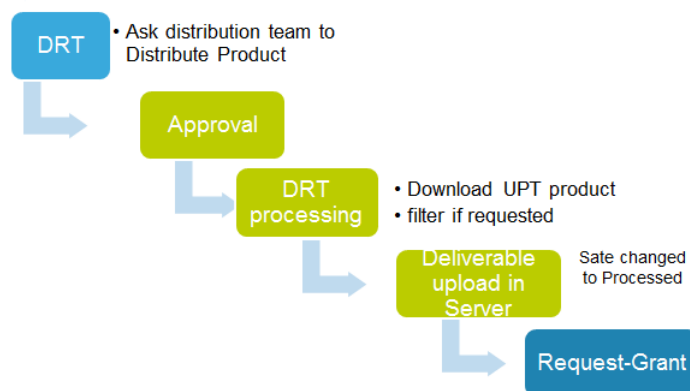 DRT
• Ask distribution team to
Distribute Product
Approval
DRT
processing
• Download UPT product
• filter if requested
Deliverable
upload in
Server
Sate changed
to Processed
Request-Grant